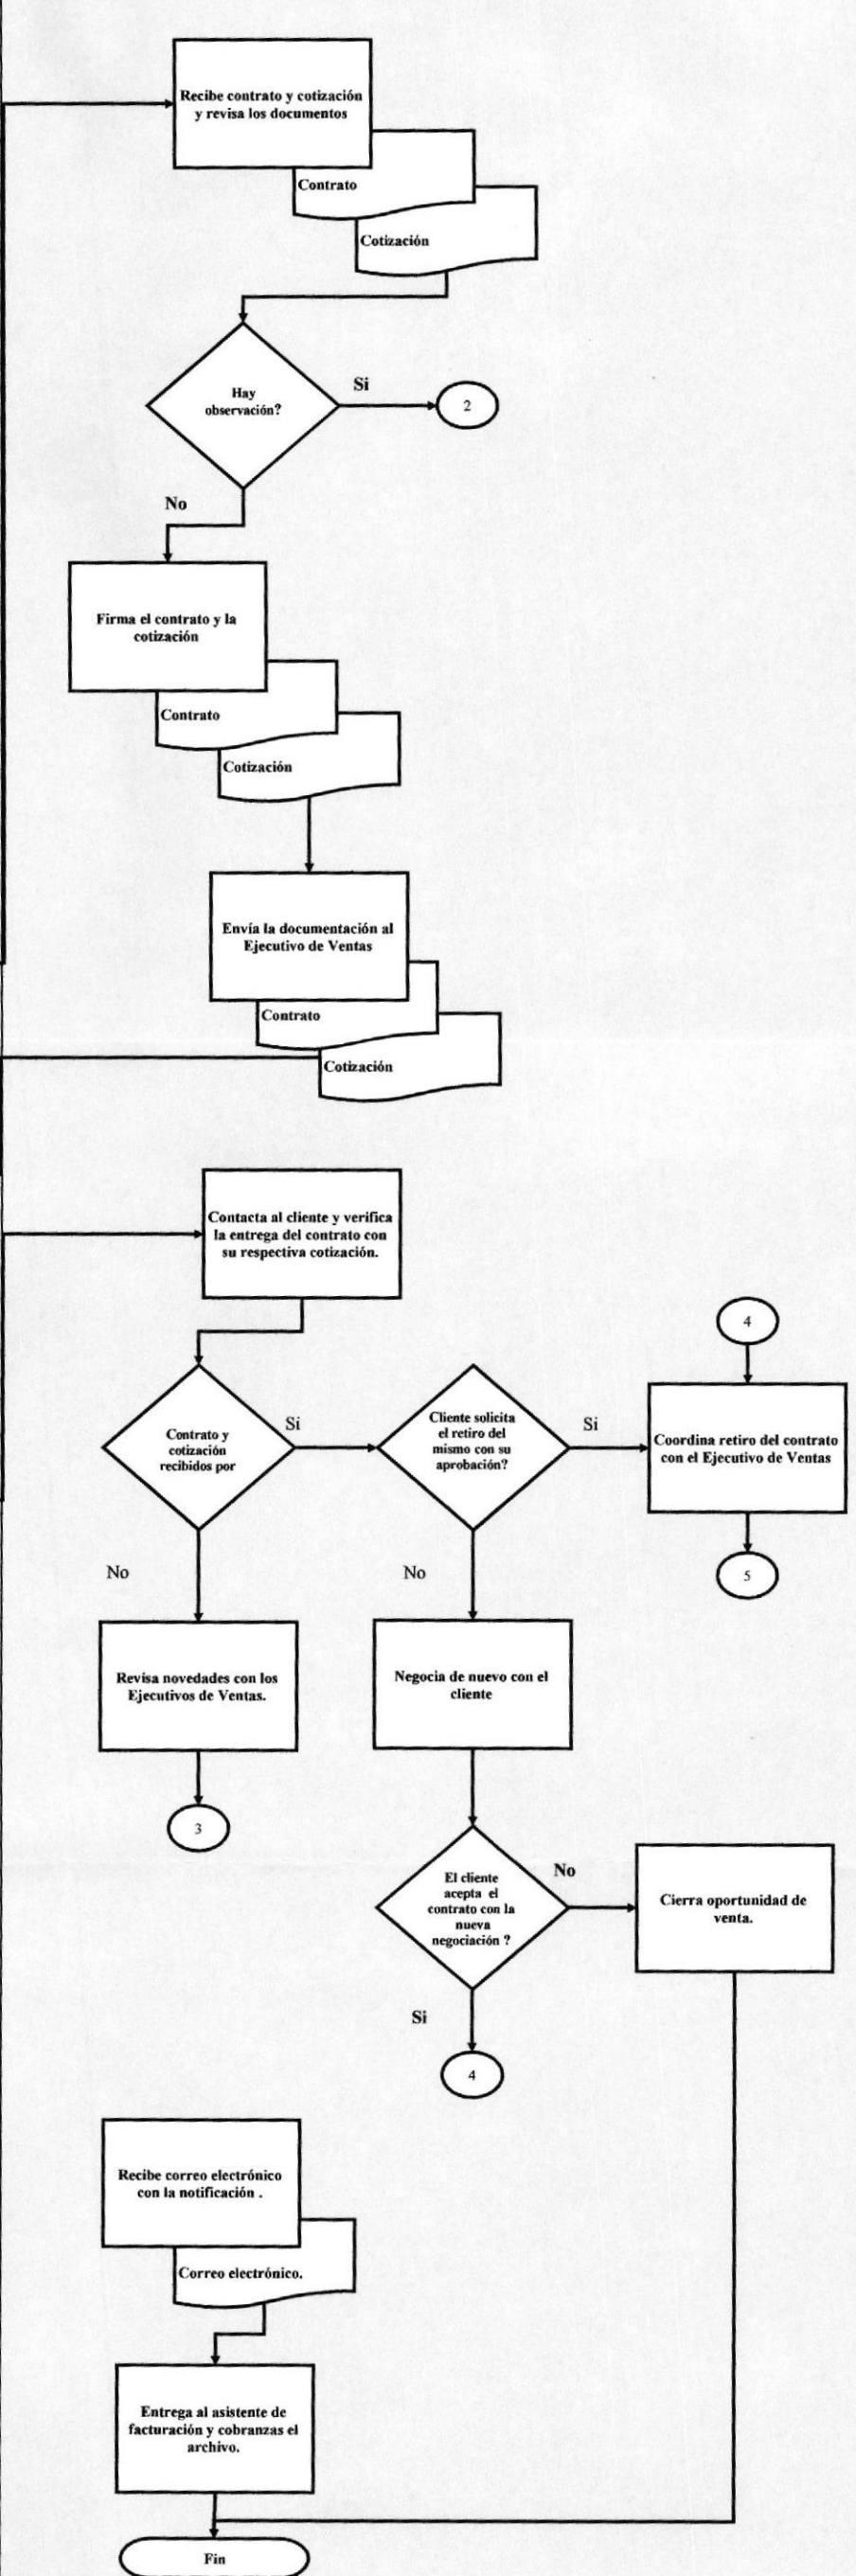 Recibe contrato y cotización
y revisa los documentos
Contrato
Cotización
Hay
observación?
Si
2
No
Firma el contrato y la
cotización
Contrato
Cotización
Envía la documentación al
Ejecutivo de Ventas
Contrato
Cotización
Contacta al cliente y verifica
la entrega del contrato con
su respectiva cotización.
4
Contrato y
cotización
recibidos por
Si
Cliente solicita
el retiro del
mismo con su
aprobación?
Si
Coordina retiro del contrato
con el Ejecutivo de Ventas
No
No
5
Revisa novedades con los
Ejecutivos de Ventas.
Negocia de nuevo con el
cliente
3
El cliente
acepta el
contrato con la
nueva
negociación ?
No
Cierra oportunidad de
venta.
Si
4
Recibe correo electrónico
con la notificación .
Correo electrónico.
Entrega al asistente de
facturación y cobranzas el
archivo.
Fin